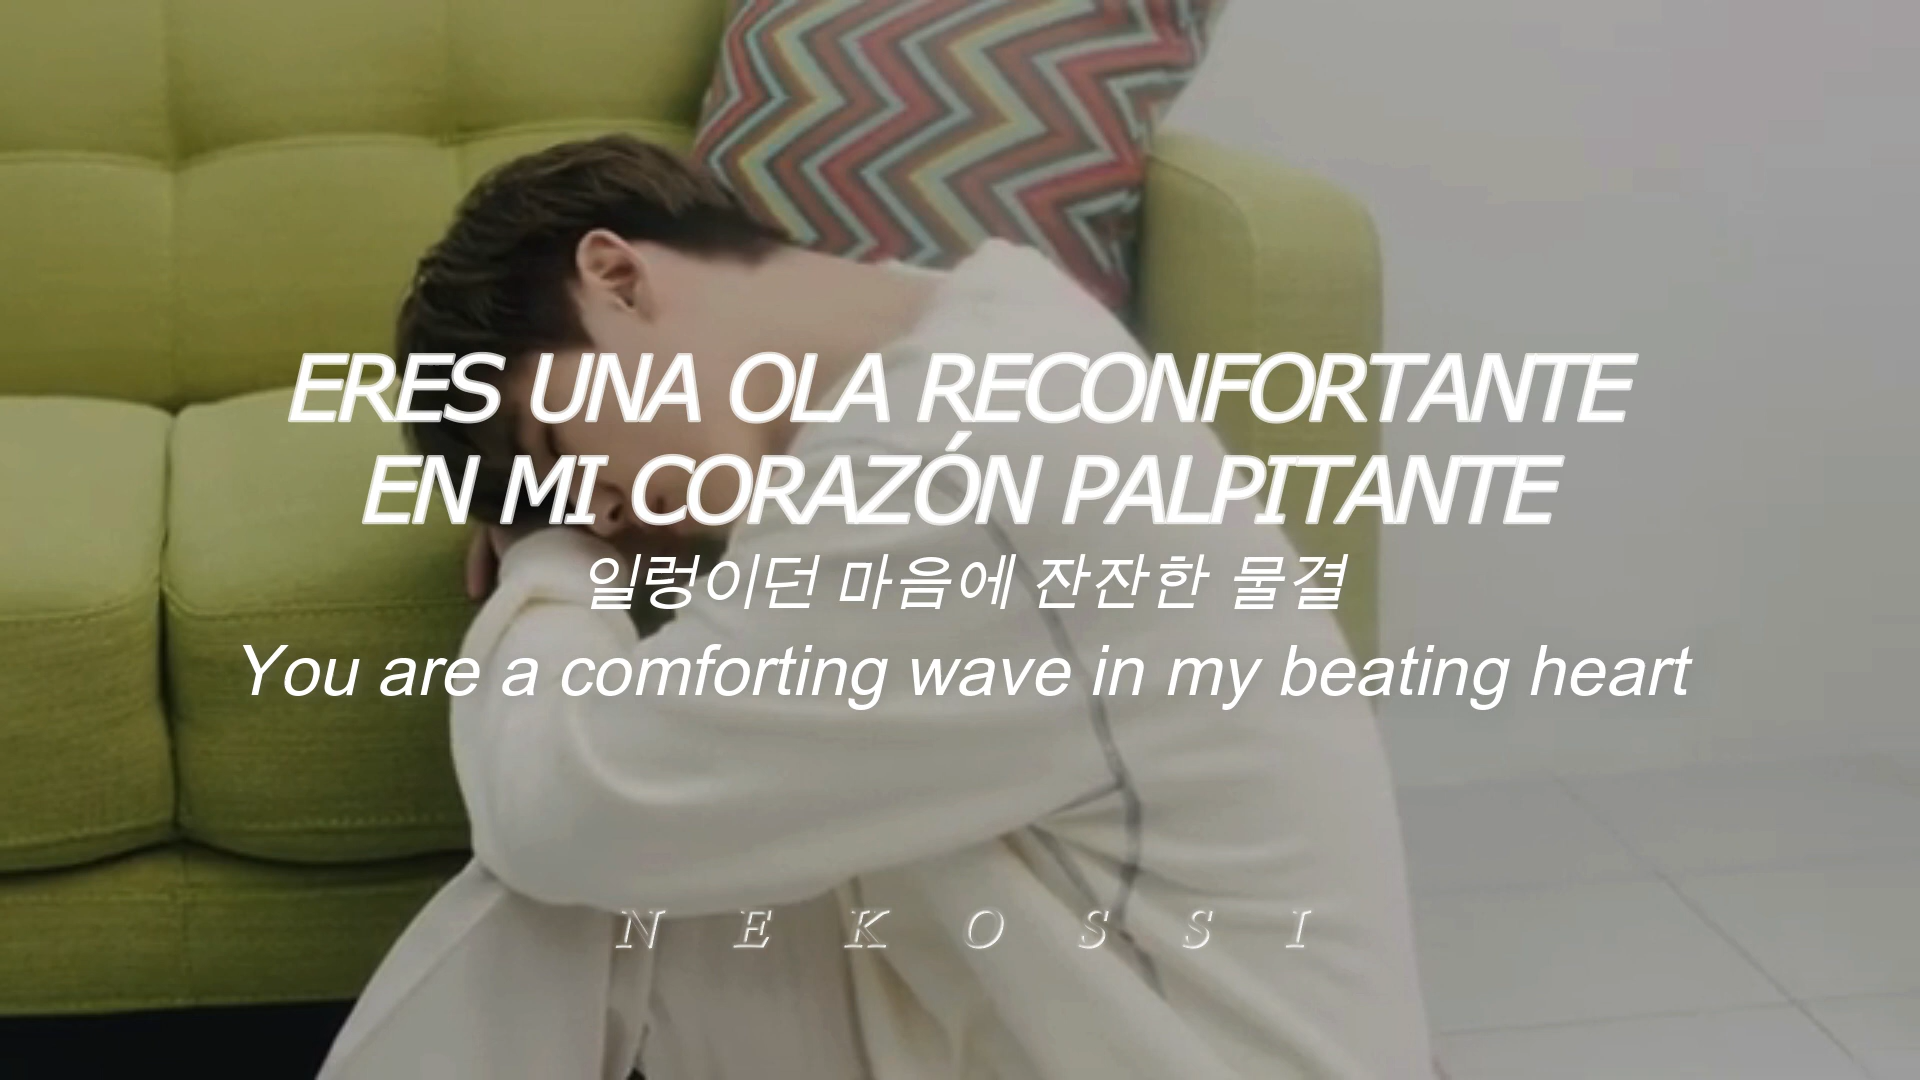 ERES UNA OLA RECONFORTANTE
EN MI CORAZÓN PALPITANTE
일렁이던 마음에 잔잔한 물결
You are a comforting wave in my beating heart
NEKOSSI